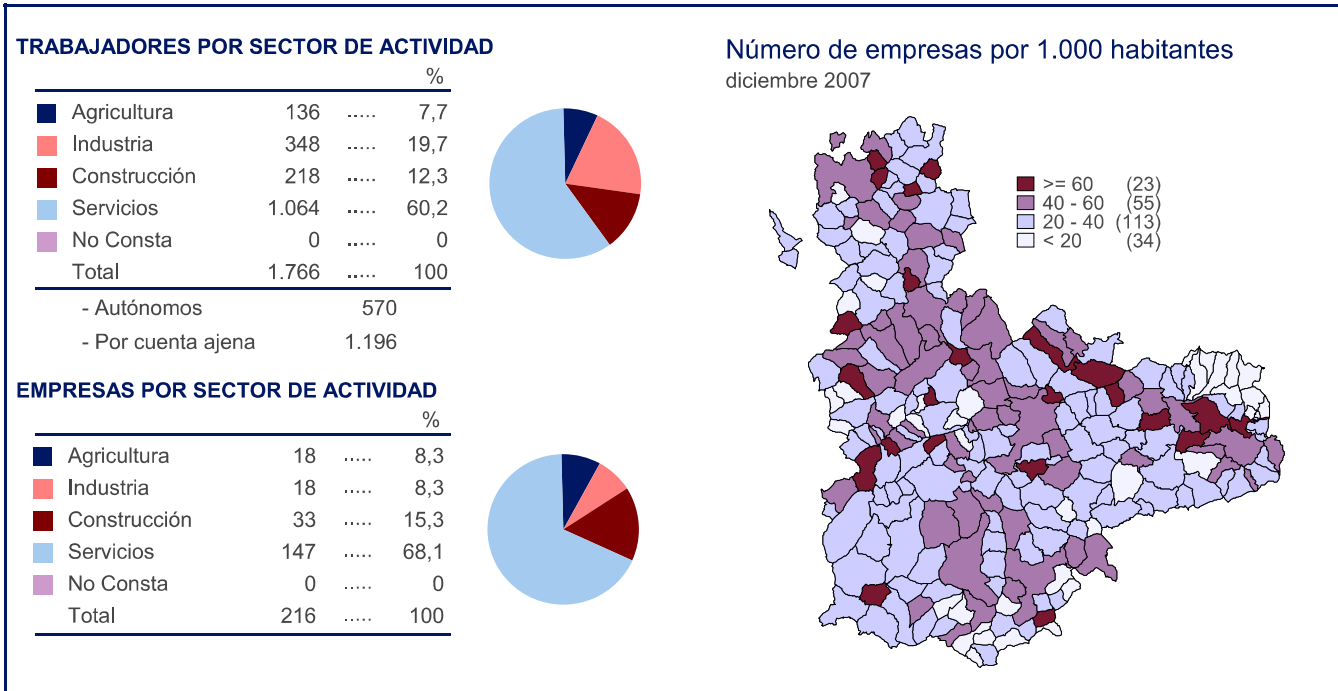 TRABAJADORES POR SECTOR DE ACTIVIDAD
%
Agricultura 136 ..... 7,7
Industria 348 ..... 19,7
Construcción 218 ..... 12,3
Servicios 1.064 ..... 60,2
No Consta 0 ..... 0
Total 1.766 ..... 100
- Autónomos 570
- Por cuenta ajena 1.196
EMPRESAS POR SECTOR DE ACTIVIDAD
%
Agricultura 18 ..... 8,3
Industria 18 ..... 8,3
Construcción 33 ..... 15,3
Servicios 147 ..... 68,1
No Consta 0 ..... 0
Total 216 ..... 100
Número de empresas por 1.000 habitantes
diciembre 2007
>= 60 (23)
40 - 60 (55)
20 - 40 (113)
< 20 (34)